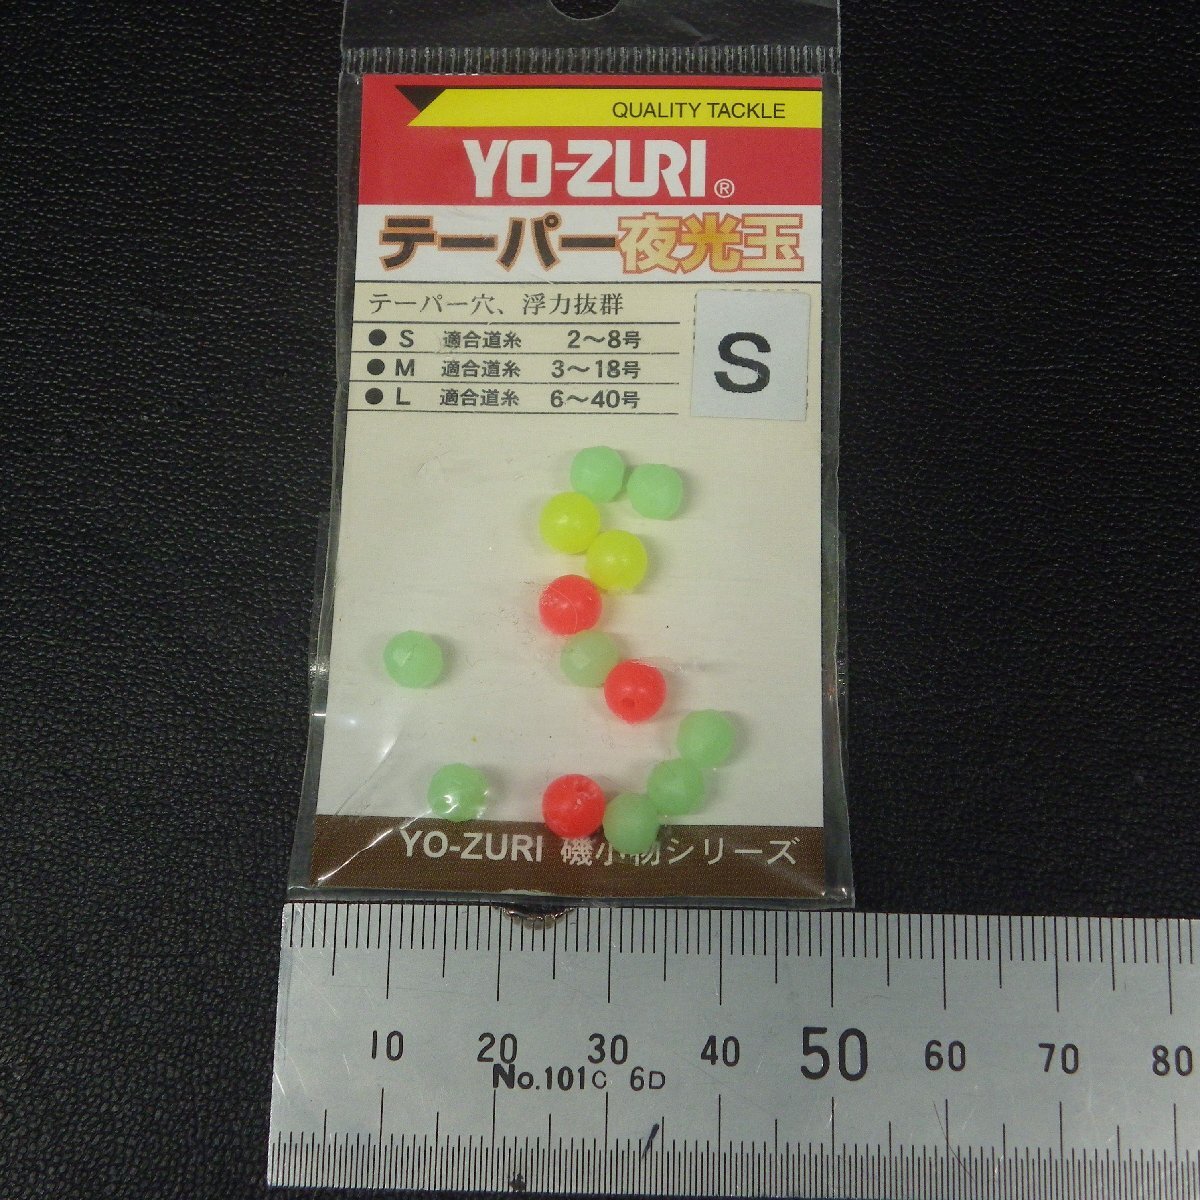 QUALITY TACKLE
YO-ZURI®
テーパー夜光玉
テーパー穴、浮力抜群
● S 適合道糸 2〜8号
● M 適合道糸 3〜18号
● L 適合道糸 6〜40号
S
YO-ZURI 磯小物シリーズ
10 20 30 40 50 60 70 80
No.101C 6D